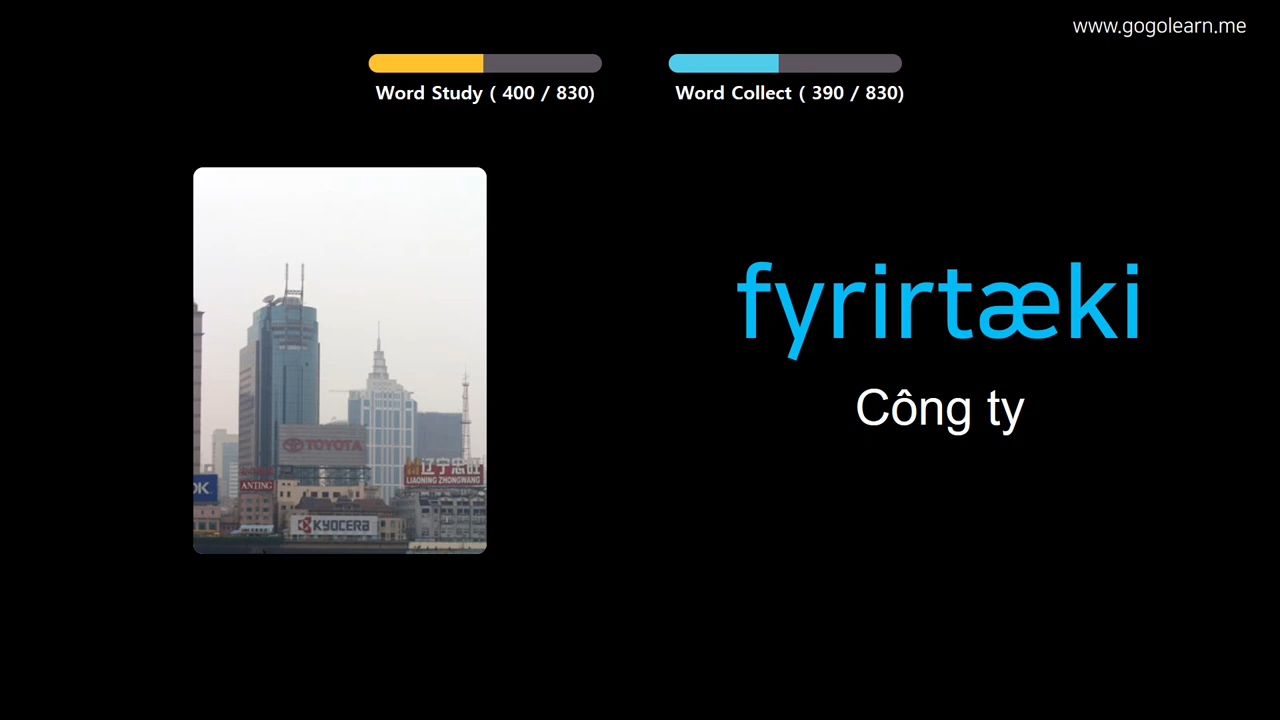 www.gogolearn.me
Word Study ( 400 / 830)
Word Collect ( 390 / 830)
fyrirtæki
Công ty
TOYOTA
辽宁忠旺
LIAONING ZHONGWANG
OK
ANTING
KYOCERA